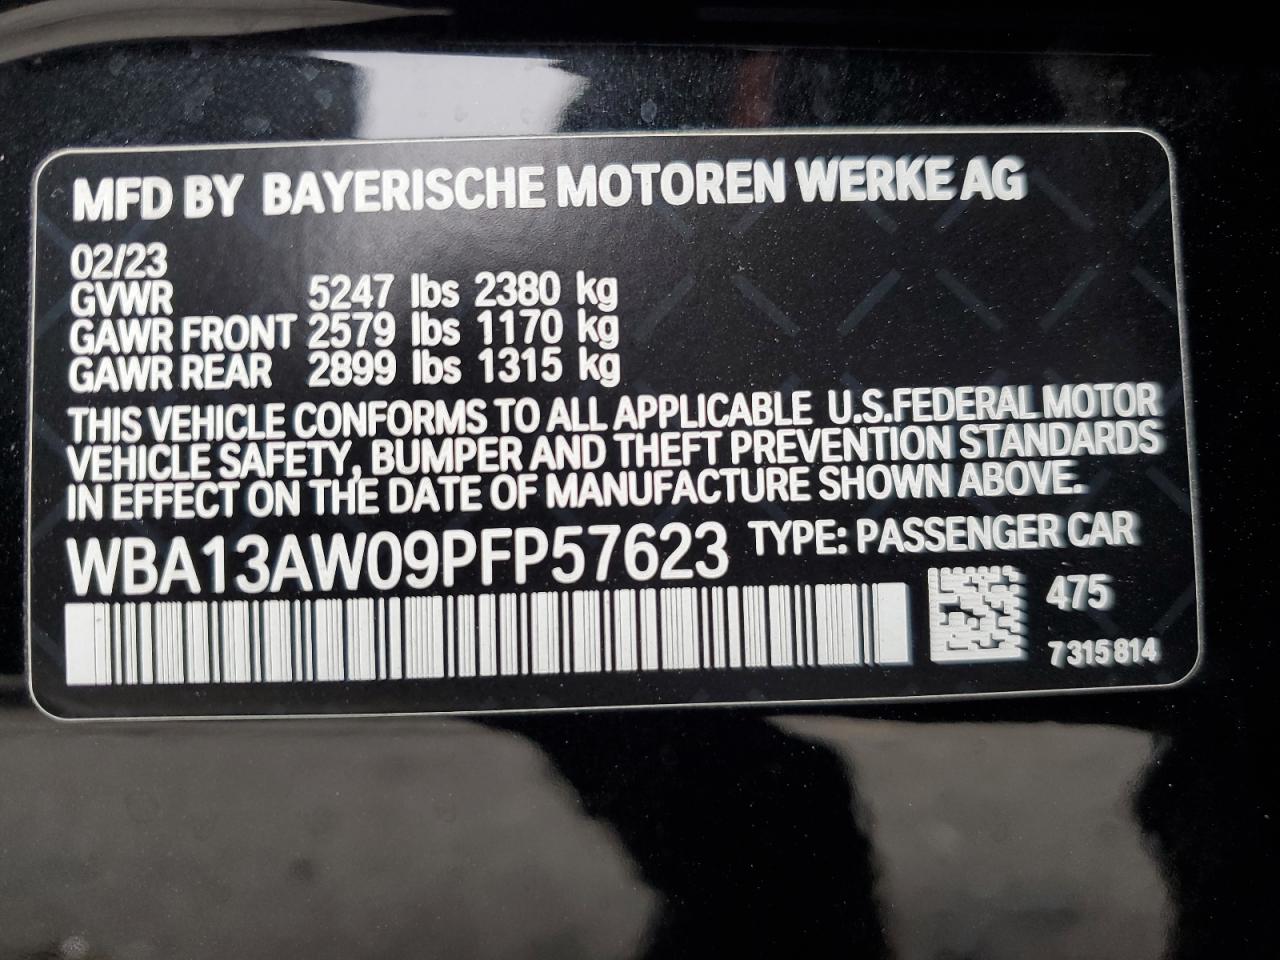 MFD BY BAYERISCHE MOTOREN WERKE AG
02/23
GVWR 5247 lbs 2380 kg
GAWR FRONT 2579 lbs 1170 kg
GAWR REAR 2899 lbs 1315 kg
THIS VEHICLE CONFORMS TO ALL APPLICABLE U.S.FEDERAL MOTOR
VEHICLE SAFETY, BUMPER AND THEFT PREVENTION STANDARDS
IN EFFECT ON THE DATE OF MANUFACTURE SHOWN ABOVE.
WBA13AW09PFP57623 TYPE: PASSENGER CAR
475
7315814